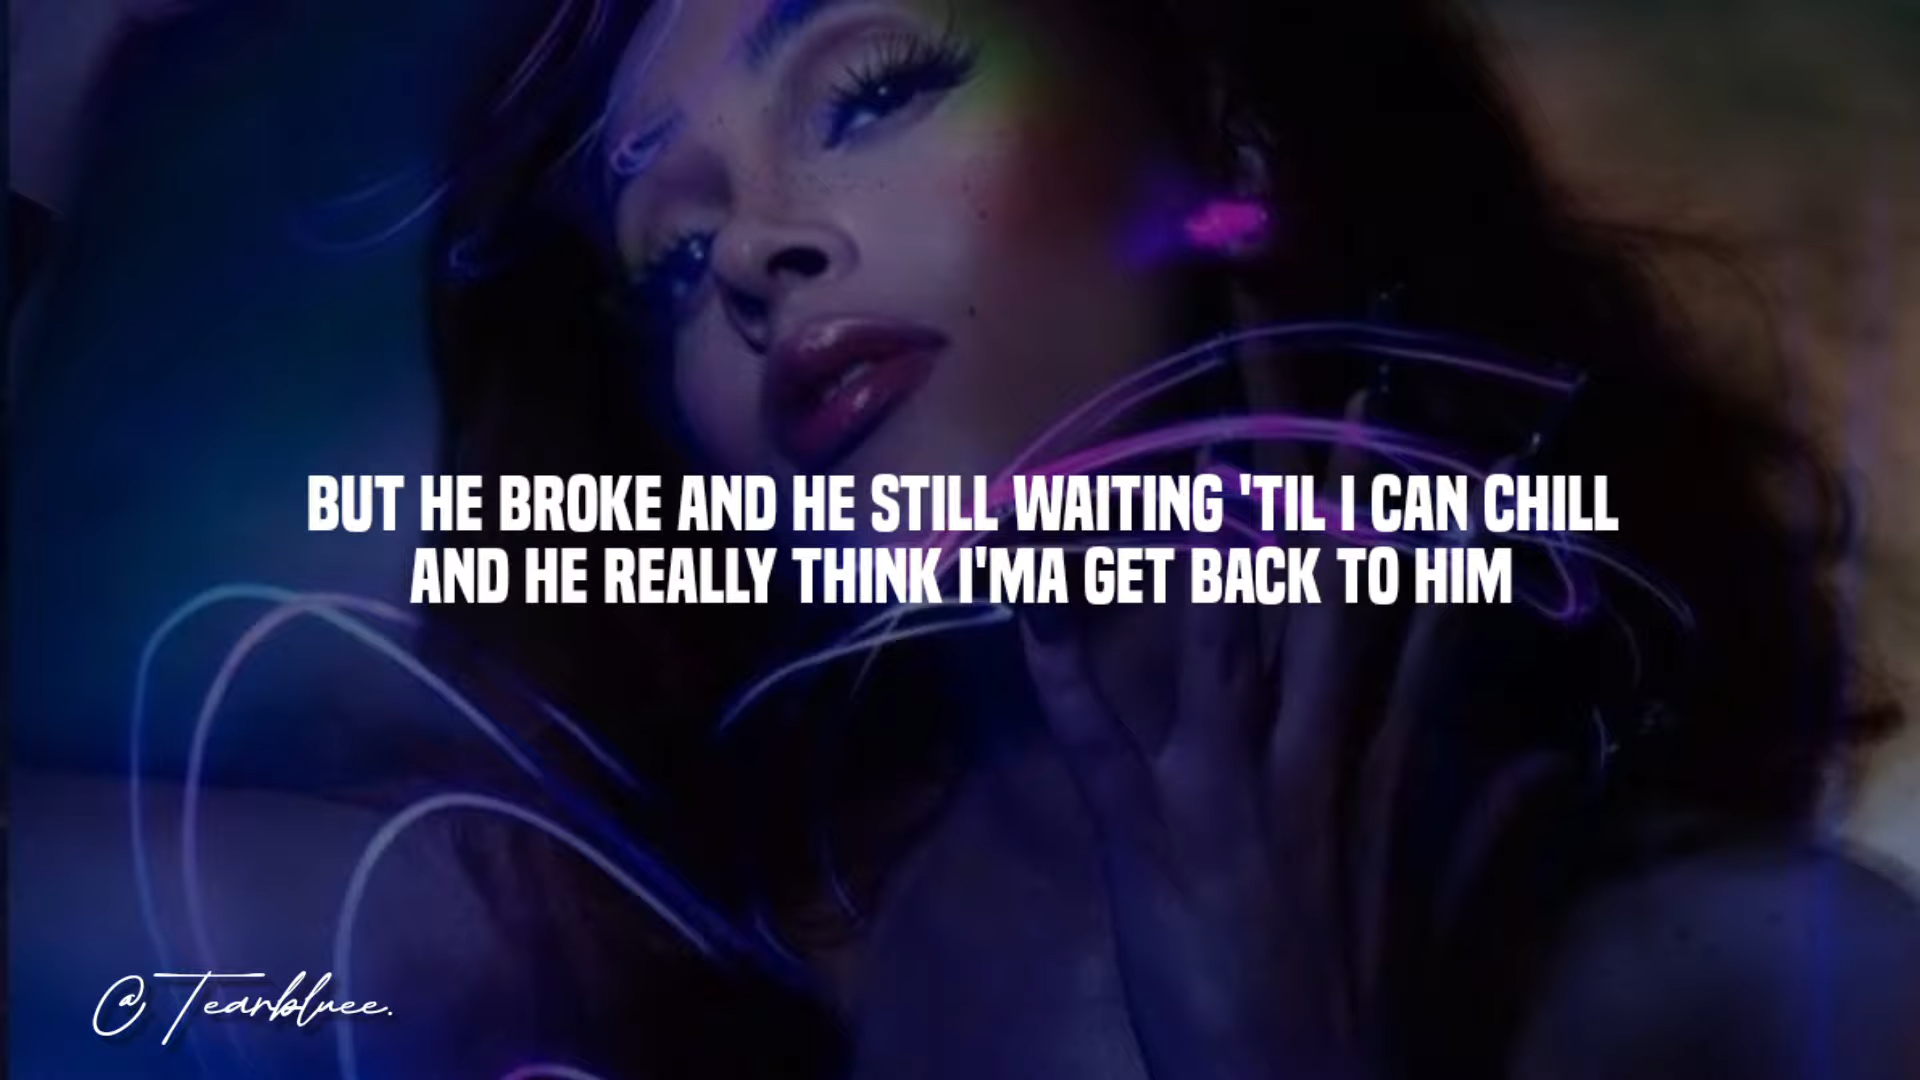 BUT HE BROKE AND HE STILL WAITING 'TIL I CAN CHILL
AND HE REALLY THINK I'MA GET BACK TO HIM
@Tearbluee.